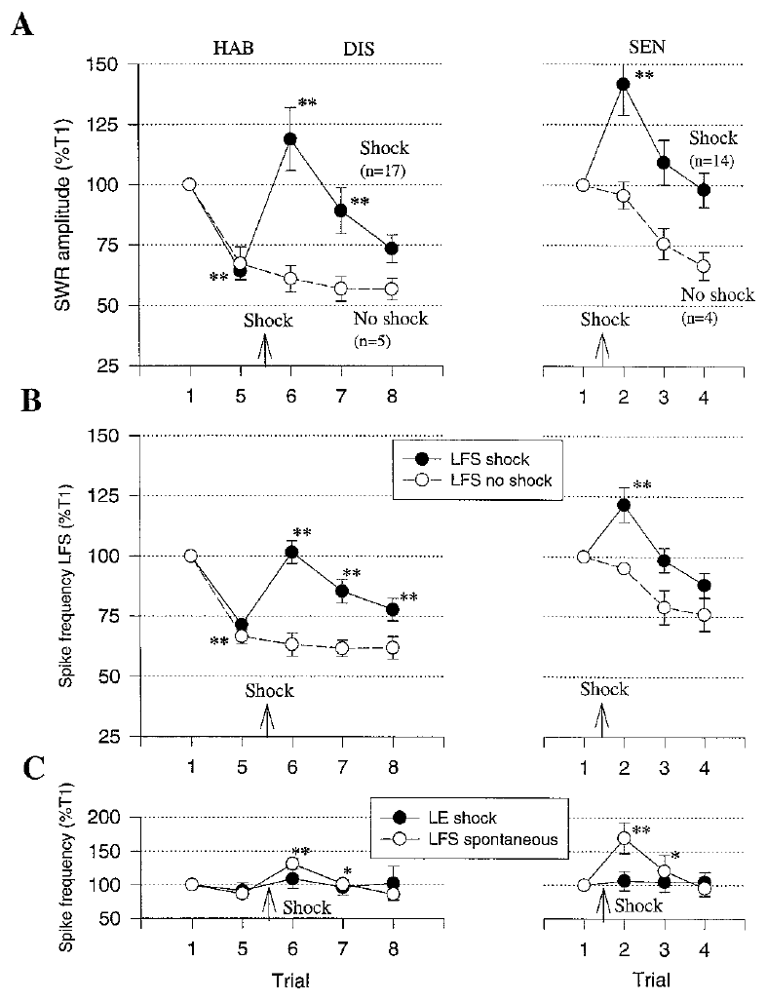 A
HAB DIS SEN
SWR amplitude (%T1)
150
125
100
75
50
25
** ** **
Shock
(n=17)
No shock
(n=5)
Shock
1 5 6 7 8
**
Shock
(n=14)
No shock
(n=4)
Shock
1 2 3 4
B
Spike frequency LFS (%T1)
150
125
100
75
50
25
LFS shock
LFS no shock
** ** ** **
Shock
1 5 6 7 8
**
Shock
1 2 3 4
C
Spike frequency (%T1)
200
150
100
50
LE shock
LFS spontaneous
** *
Shock
1 5 6 7 8
Trial
** *
Shock
1 2 3 4
Trial